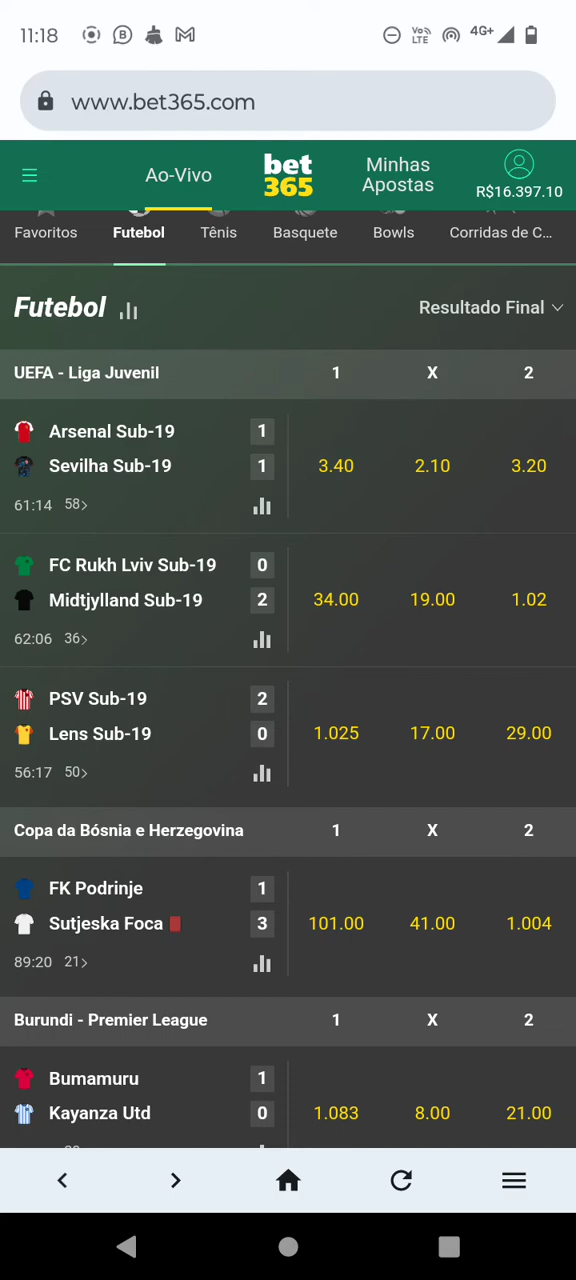 11:18 Vo)) LTE 4G+
www.bet365.com
Ao-Vivo bet365 Minhas Apostas R$16.397.10
Favoritos Futebol Tênis Basquete Bowls Corridas de C...
Futebol Resultado Final
UEFA - Liga Juvenil 1 X 2
Arsenal Sub-19 1
Sevilha Sub-19 1 3.40 2.10 3.20
61:14 58>
FC Rukh Lviv Sub-19 0
Midtjylland Sub-19 2 34.00 19.00 1.02
62:06 36>
PSV Sub-19 2
Lens Sub-19 0 1.025 17.00 29.00
56:17 50>
Copa da Bósnia e Herzegovina 1 X 2
FK Podrinje 1
Sutjeska Foca 3 101.00 41.00 1.004
89:20 21>
Burundi - Premier League 1 X 2
Bumamuru 1
Kayanza Utd 0 1.083 8.00 21.00